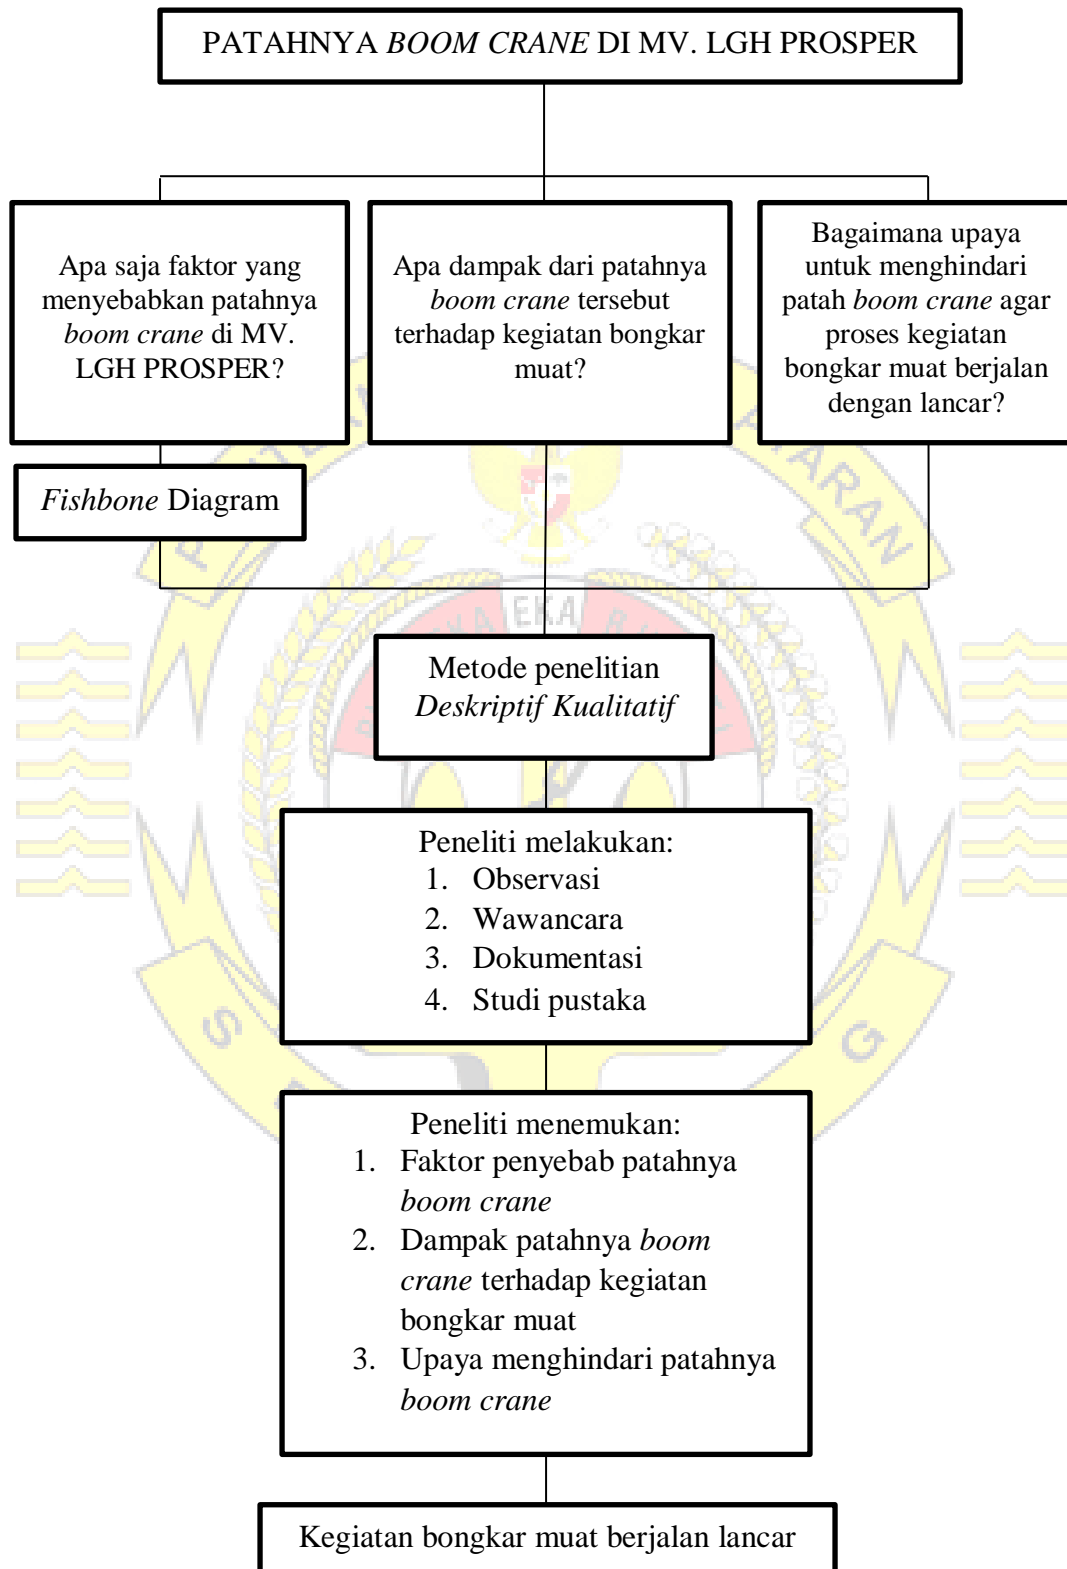 PATAHNYA BOOM CRANE DI MV. LGH PROSPER
Apa saja faktor yang
menyebabkan patahnya
boom crane di MV.
LGH PROSPER?
Apa dampak dari patahnya
boom crane tersebut
terhadap kegiatan bongkar
muat?
Bagaimana upaya
untuk menghindari
patah boom crane agar
proses kegiatan
bongkar muat berjalan
dengan lancar?
Fishbone Diagram
Metode penelitian
Deskriptif Kualitatif
Peneliti melakukan:
1. Observasi
2. Wawancara
3. Dokumentasi
4. Studi pustaka
Peneliti menemukan:
1. Faktor penyebab patahnya
boom crane
2. Dampak patahnya boom
crane terhadap kegiatan
bongkar muat
3. Upaya menghindari patahnya
boom crane
Kegiatan bongkar muat berjalan lancar